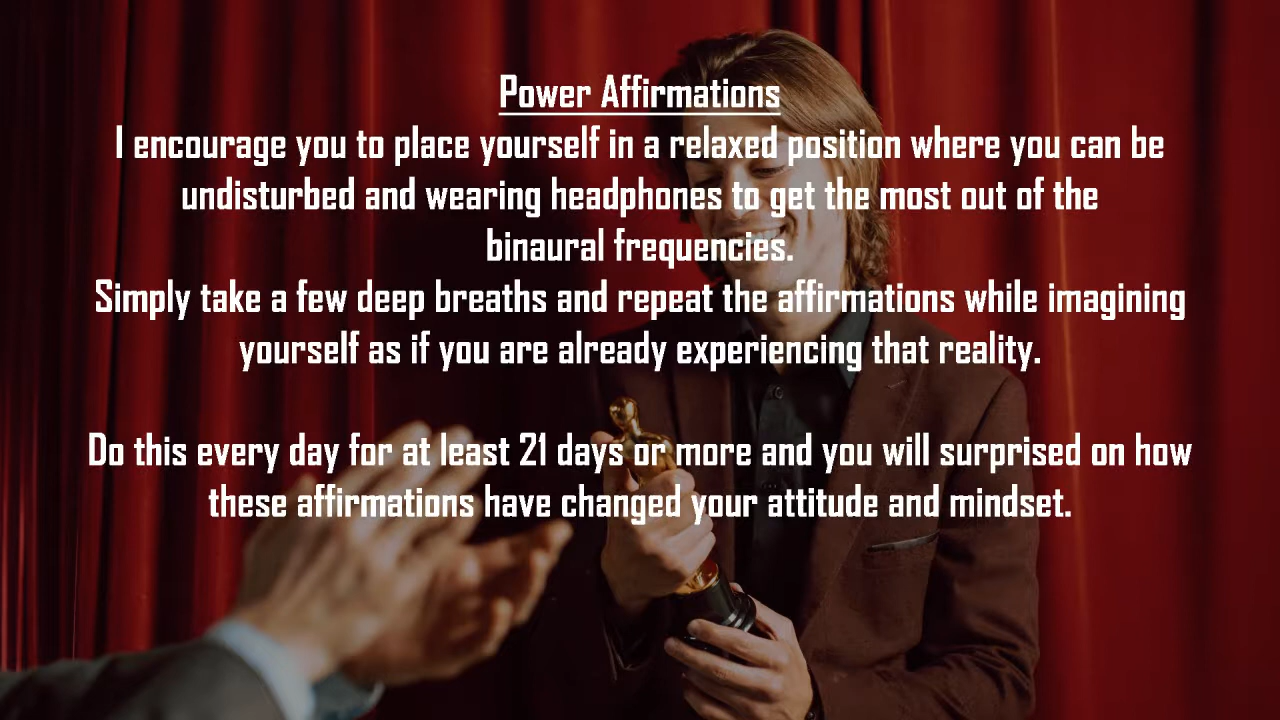 Power Affirmations
I encourage you to place yourself in a relaxed position where you can be
undisturbed and wearing headphones to get the most out of the
binaural frequencies.
Simply take a few deep breaths and repeat the affirmations while imagining
yourself as if you are already experiencing that reality.
Do this every day for at least 21 days or more and you will surprised on how
these affirmations have changed your attitude and mindset.